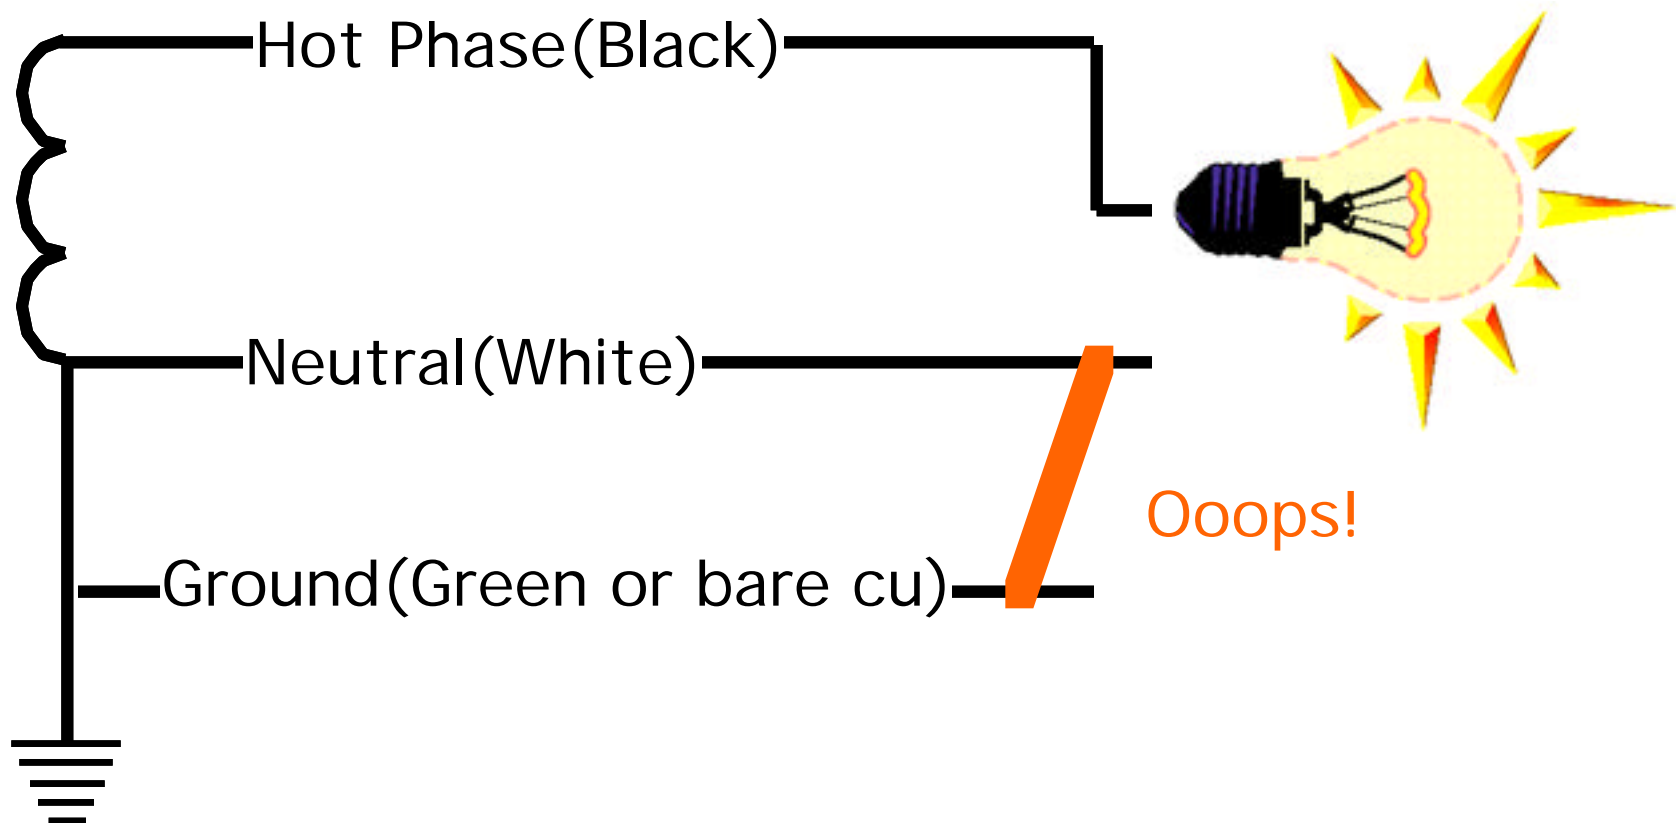 Hot Phase(Black)
Neutral(White)
Ooops!
Ground(Green or bare cu)